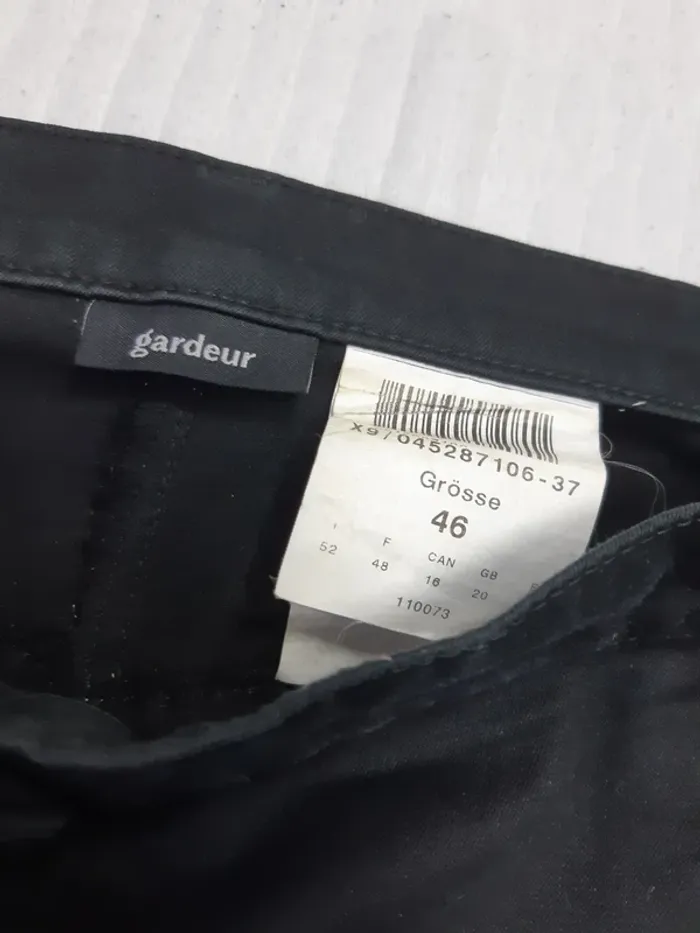 gardeur
x9/045287106-37
Grösse
46
I F CAN GB
52 48 16 20
110073